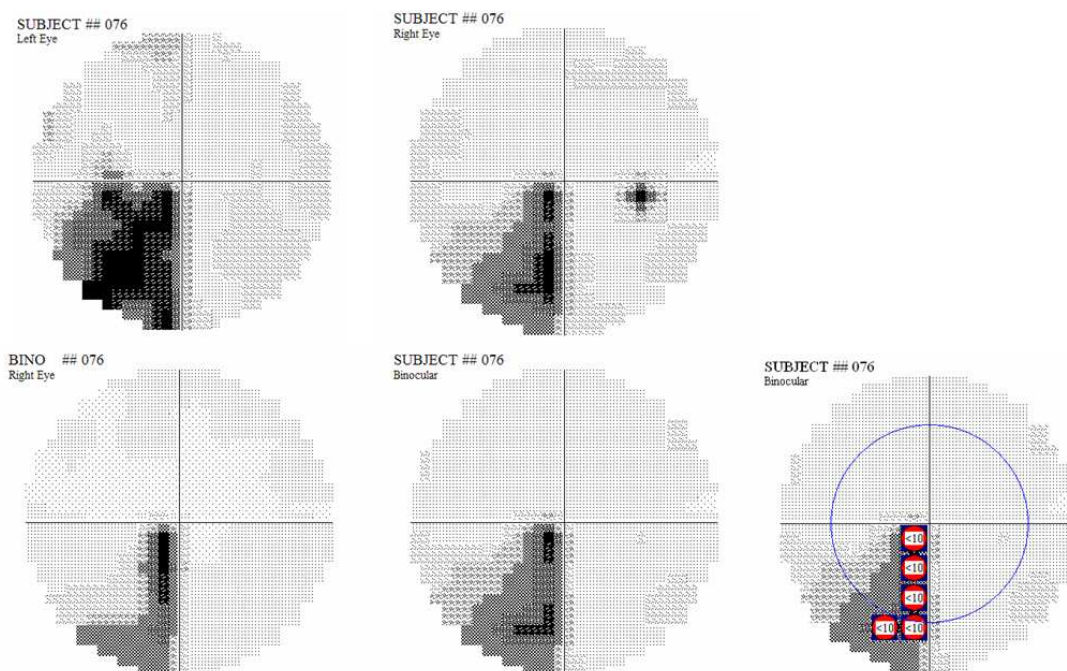 SUBJECT ## 076
Left Eye
SUBJECT ## 076
Right Eye
BINO ## 076
Right Eye
SUBJECT ## 076
Binocular
SUBJECT ## 076
Binocular
<10
<10
<10
<10 <10